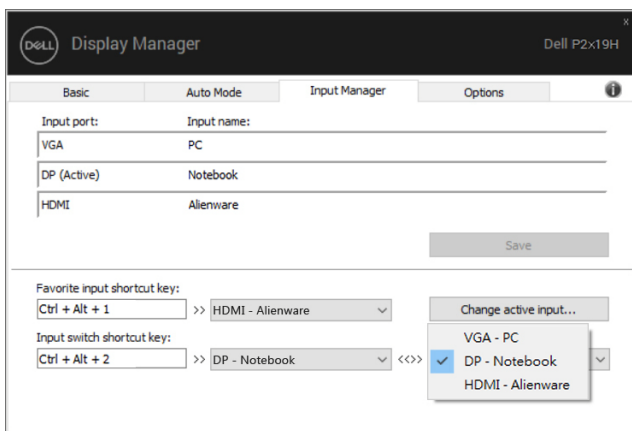 DELL Display Manager
Dell P2x19H
Basic Auto Mode Input Manager Options
Input port: Input name:
VGA PC
DP (Active) Notebook
HDMI Alienware
Save
Favorite input shortcut key:
Ctrl + Alt + 1 >> HDMI - Alienware Change active input...
Input switch shortcut key:
Ctrl + Alt + 2 >> DP - Notebook <<>>
VGA - PC
DP - Notebook
HDMI - Alienware